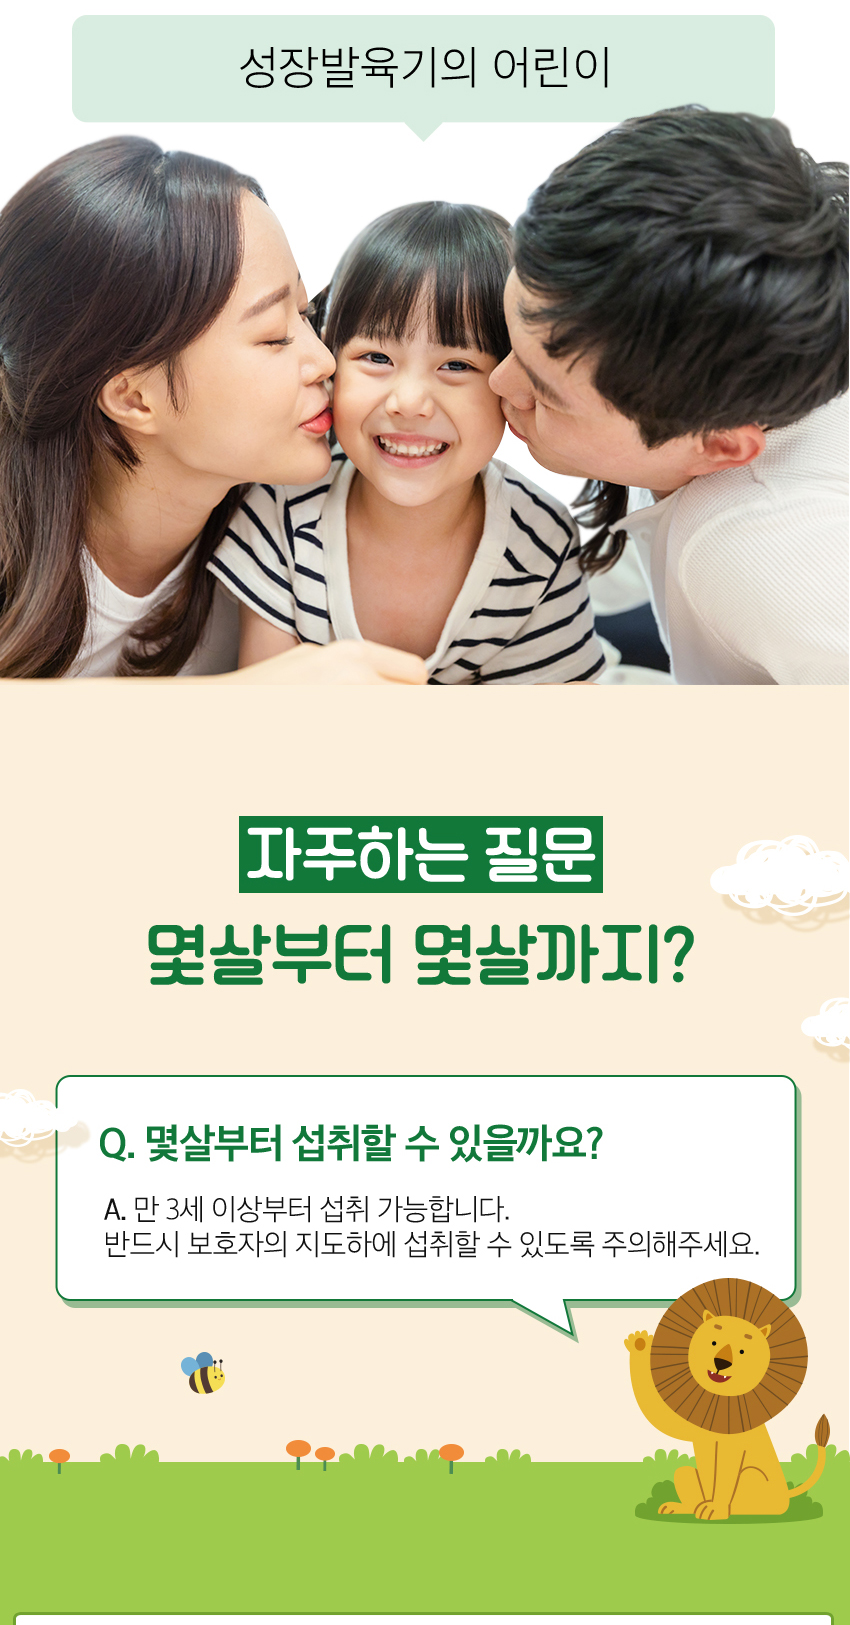 성장발육기의 어린이
자주하는 질문
몇살부터 몇살까지?
Q. 몇살부터 섭취할 수 있을까요?
A. 만 3세 이상부터 섭취 가능합니다.
반드시 보호자의 지도하에 섭취할 수 있도록 주의해주세요.